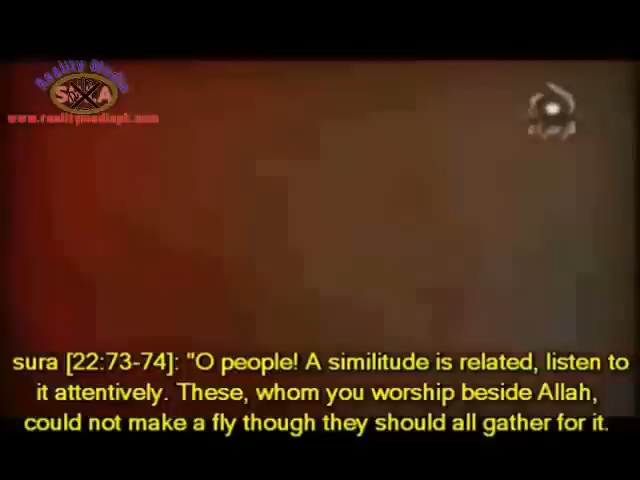 Reality Media
S A
www.realitymediapk.com
sura [22:73-74]: "O people! A similitude is related, listen to
it attentively. These, whom you worship beside Allah,
could not make a fly though they should all gather for it.